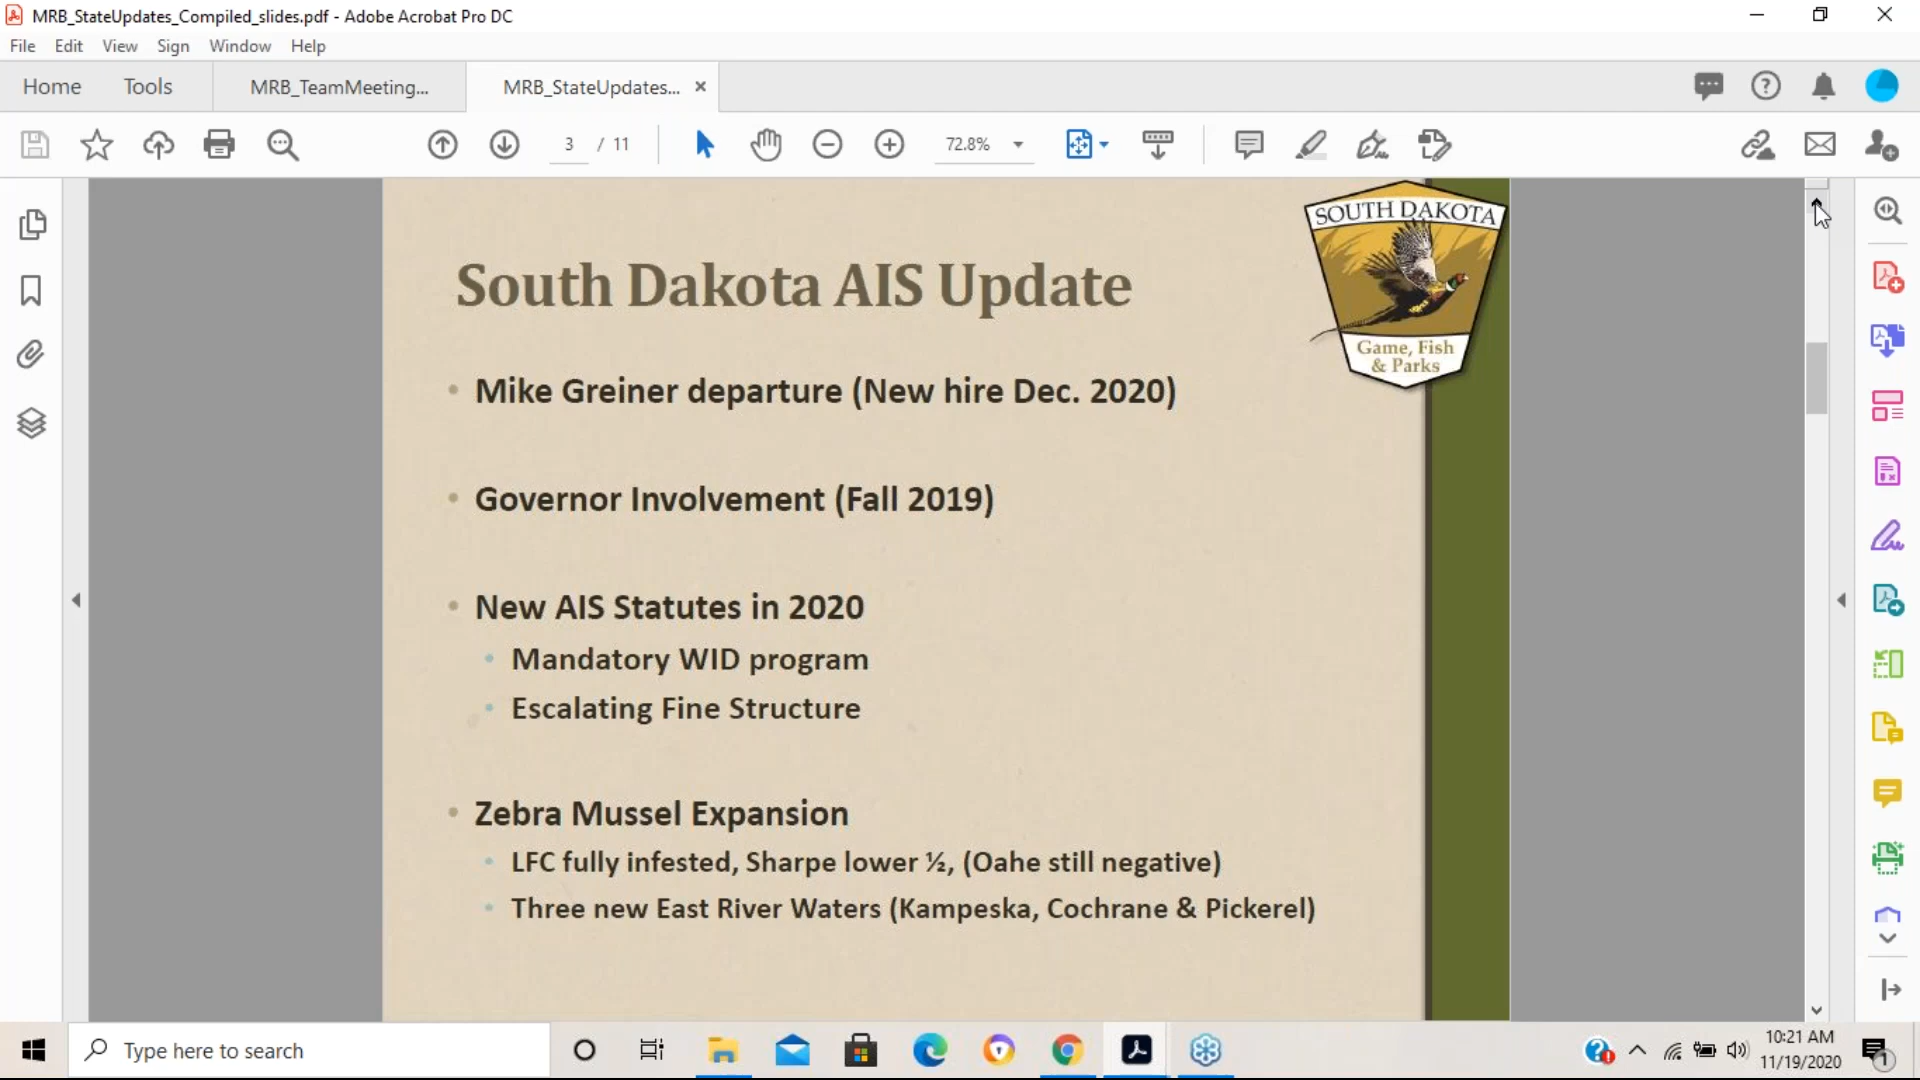 MRB_StateUpdates_Compiled_slides.pdf - Adobe Acrobat Pro DC
File Edit View Sign Window Help
Home Tools MRB_TeamMeeting... MRB_StateUpdates... ×
3 / 11 72.8%
SOUTH DAKOTA
Game, Fish
& Parks
South Dakota AIS Update
• Mike Greiner departure (New hire Dec. 2020)
• Governor Involvement (Fall 2019)
• New AIS Statutes in 2020
• Mandatory WID program
• Escalating Fine Structure
• Zebra Mussel Expansion
• LFC fully infested, Sharpe lower ½, (Oahe still negative)
• Three new East River Waters (Kampeska, Cochrane & Pickerel)
Type here to search
10:21 AM
11/19/2020
1